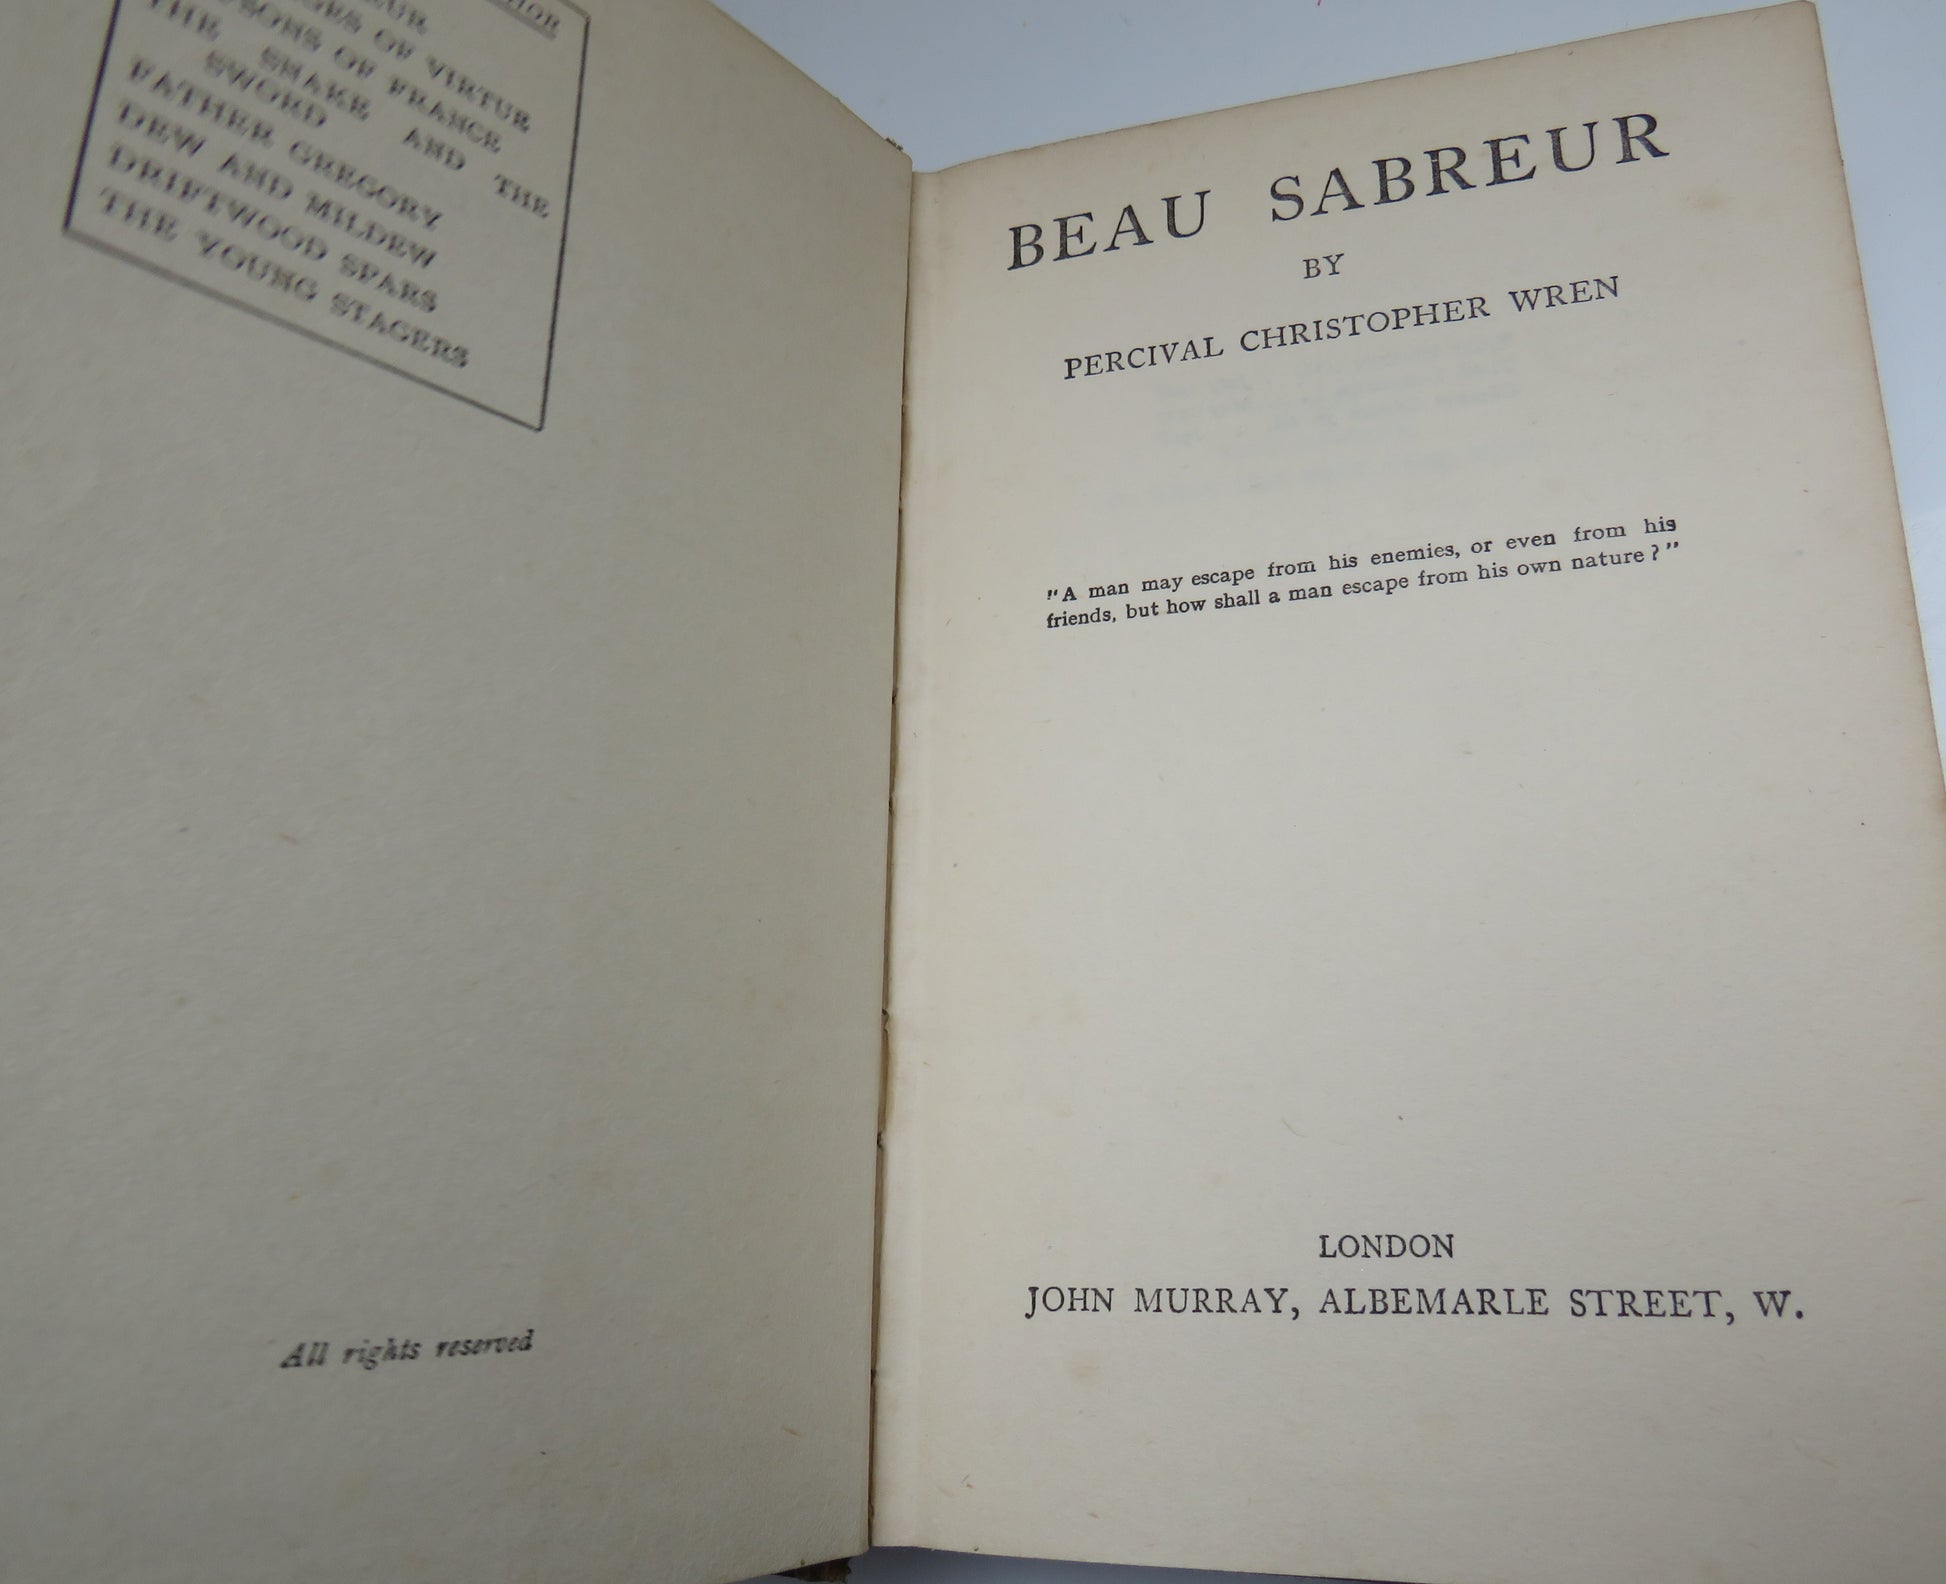 OF VIRTUE
SONS OF FRANCE
THE SNAKE AND THE
SWORD
FATHER GREGORY
DEW AND MILDEW
DRIFTWOOD SPARS
THE YOUNG STAGERS
All rights reserved
BEAU SABREUR
BY
PERCIVAL CHRISTOPHER WREN
"A man may escape from his enemies, or even from his
friends, but how shall a man escape from his own nature?"
LONDON
JOHN MURRAY, ALBEMARLE STREET, W.